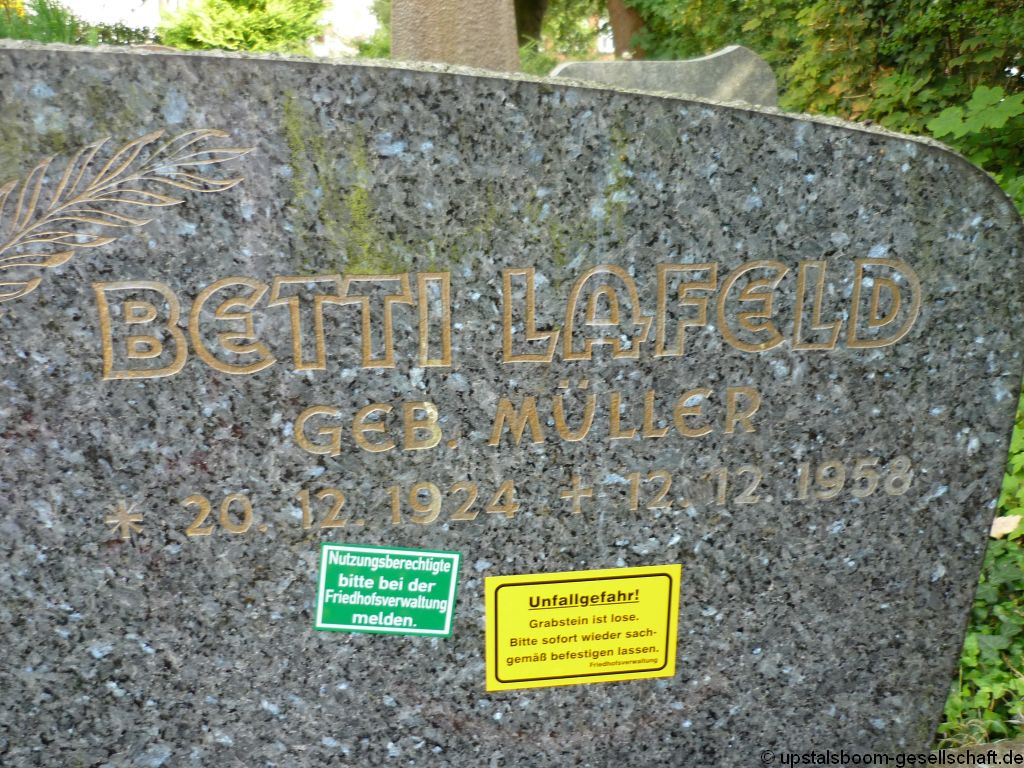 BETTI LAFELD
GEB. MÜLLER
* 20. 12. 1924 + 12. 12. 1958
Nutzungsberechtigte
bitte bei der
Friedhofsverwaltung
melden.
Unfallgefahr!
Grabstein ist lose.
Bitte sofort wieder sach-
gemäß befestigen lassen.
Friedhofsverwaltung
© upstalsboom-gesellschaft.de